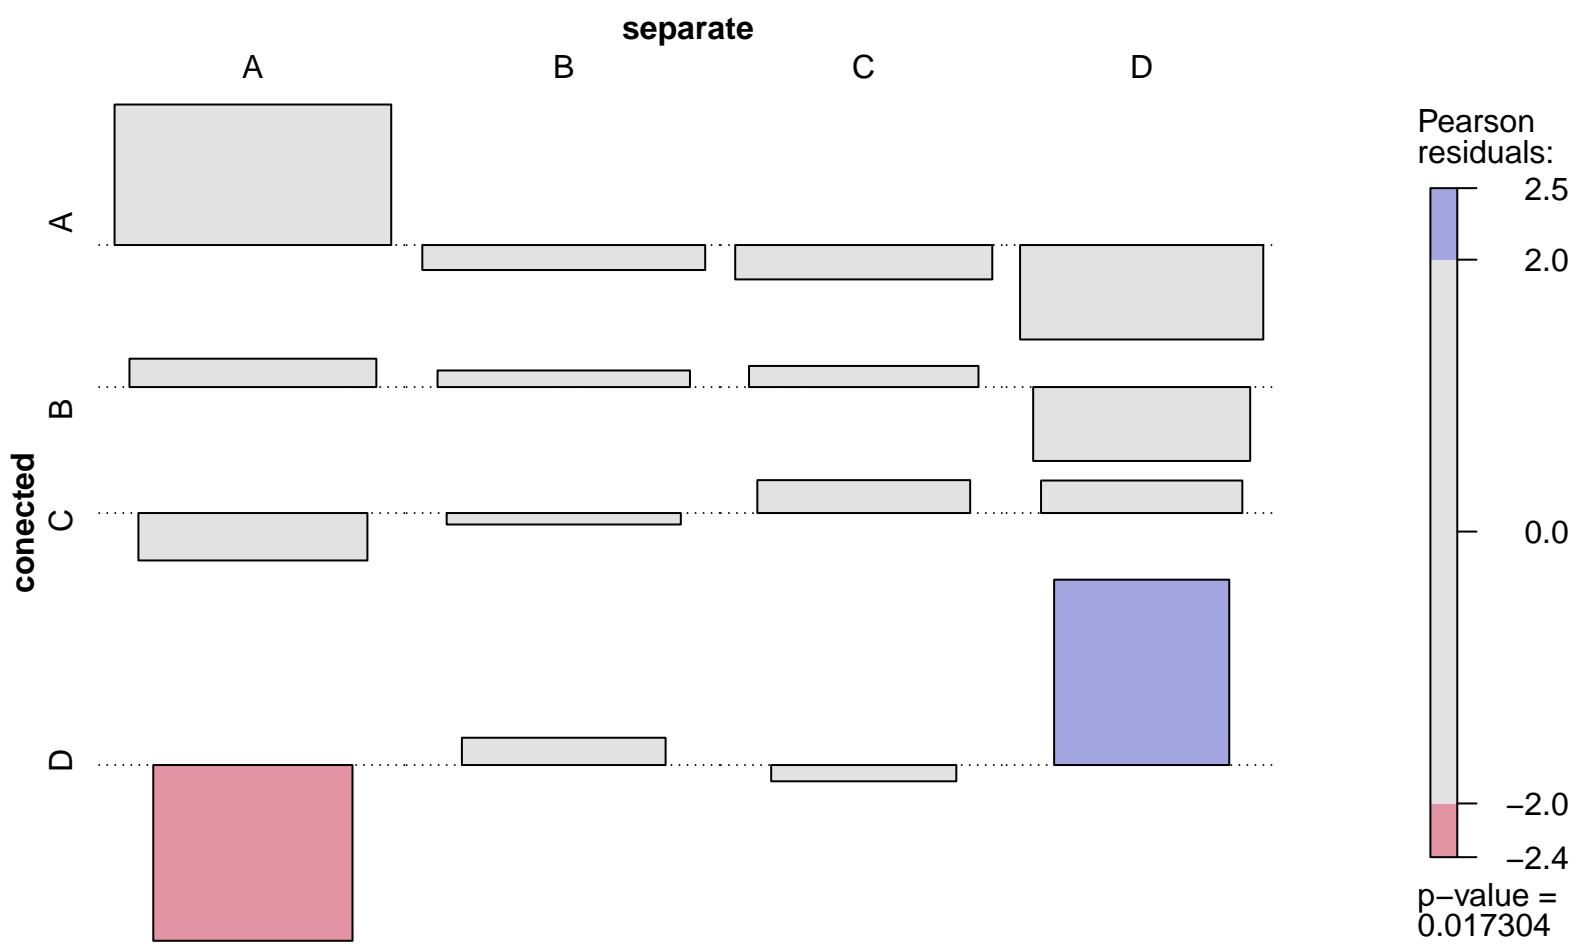 separate
A B C D
conected
A
B
C
D
Pearson
residuals:
2.5
2.0
0.0
−2.0
−2.4
p−value =
0.017304